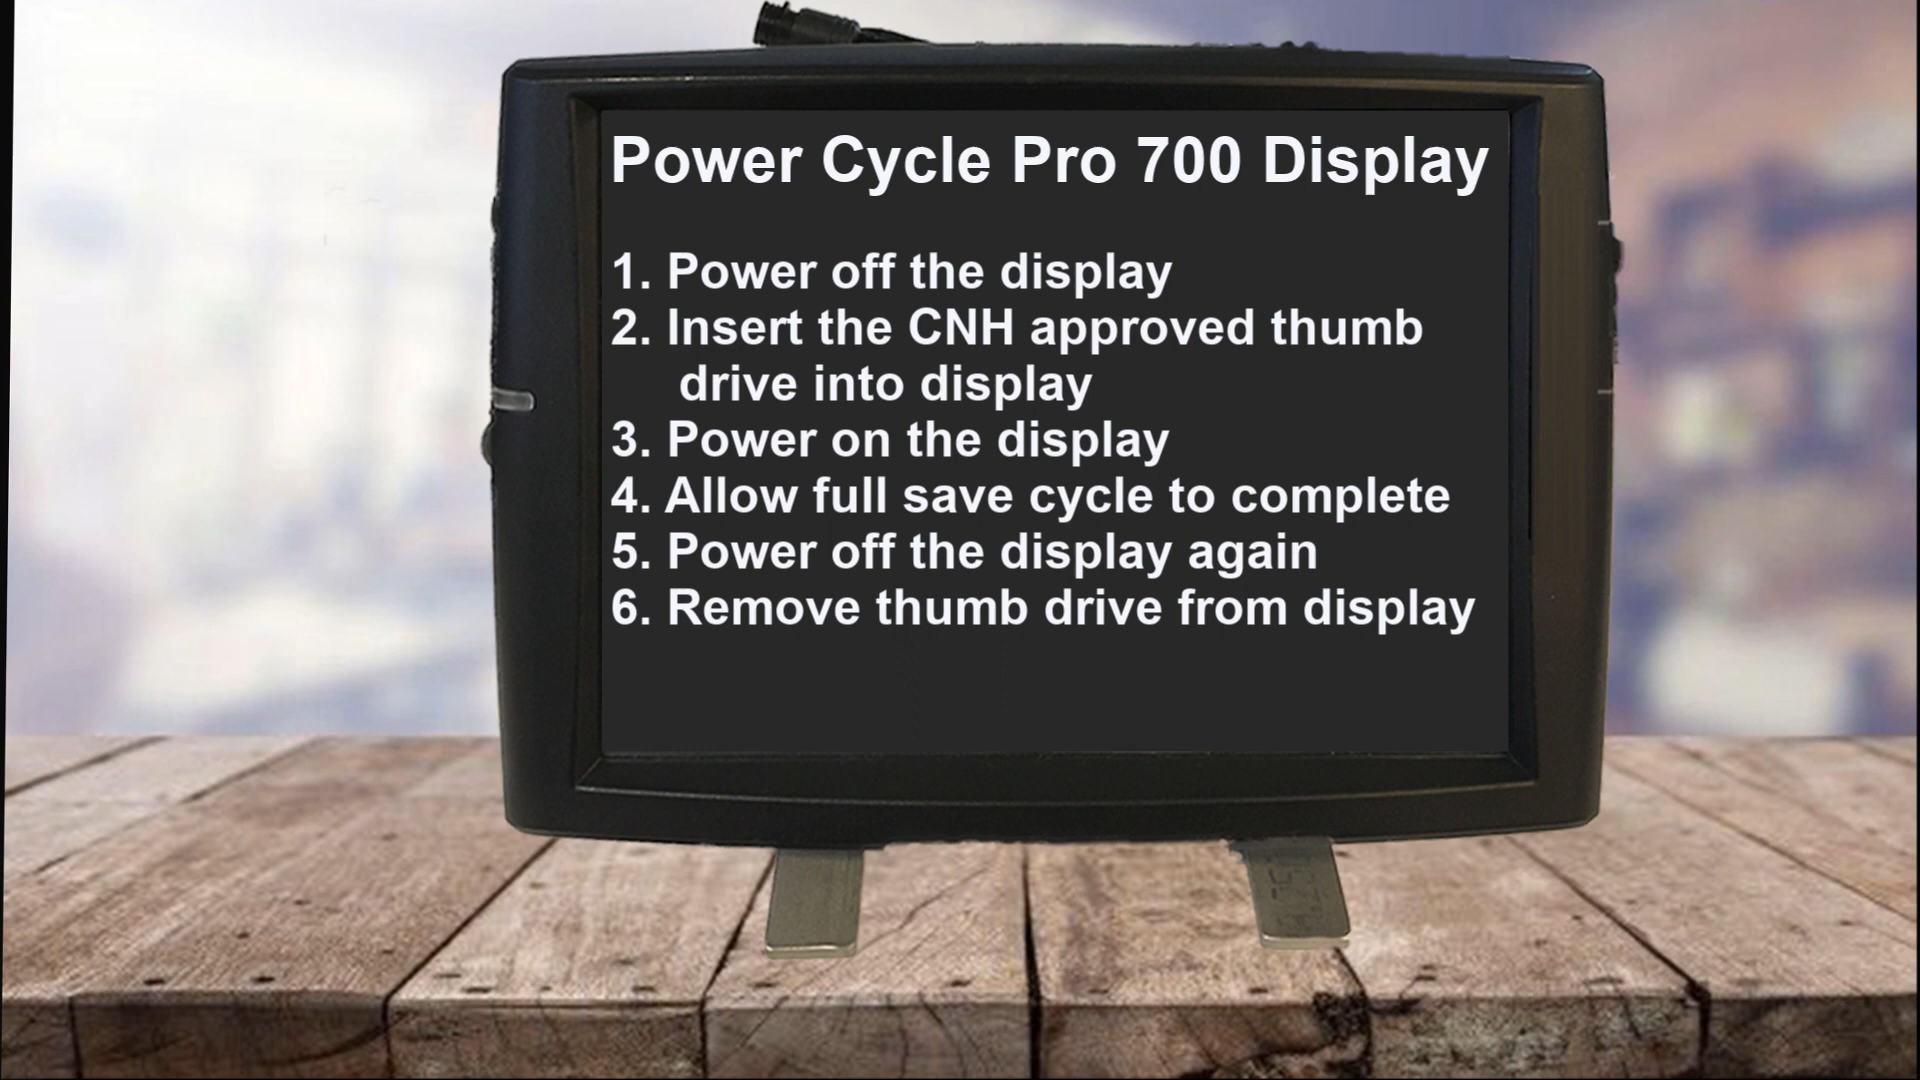 Power Cycle Pro 700 Display
1. Power off the display
2. Insert the CNH approved thumb
drive into display
3. Power on the display
4. Allow full save cycle to complete
5. Power off the display again
6. Remove thumb drive from display